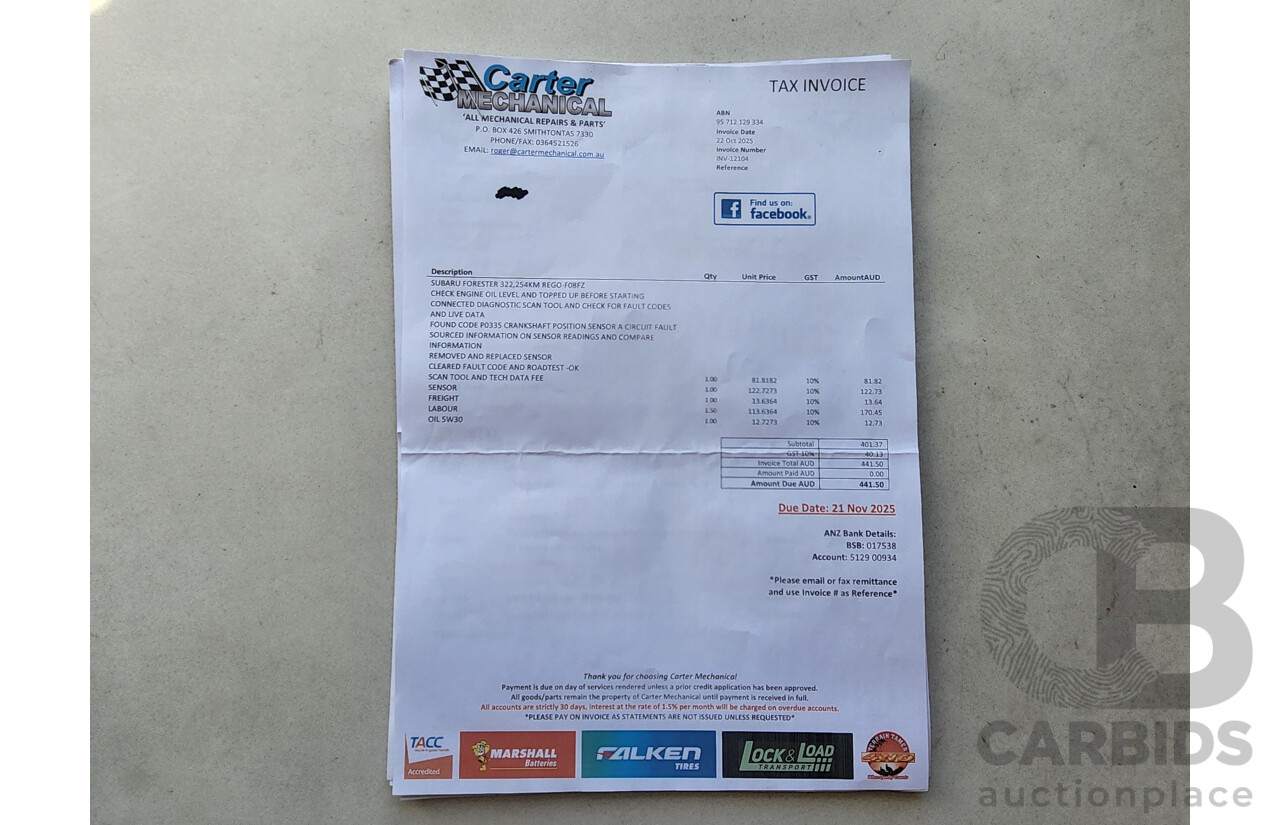 Carter
MECHANICAL
'ALL MECHANICAL REPAIRS & PARTS'
P.O. BOX 426 SMITHTONTAS 7330
PHONE/FAX: 0364521526
EMAIL: roger@cartermechanical.com.au
TAX INVOICE
ABN
95 712 129 334
Invoice Date
22 Oct 2025
Invoice Number
INV-12104
Reference
Find us on:
facebook.
Description Qty Unit Price GST AmountAUD
SUBARU FORESTER 322,254KM REGO-F08FZ
CHECK ENGINE OIL LEVEL AND TOPPED UP BEFORE STARTING
CONNECTED DIAGNOSTIC SCAN TOOL AND CHECK FOR FAULT CODES
AND LIVE DATA
FOUND CODE P0335 CRANKSHAFT POSITION SENSOR A CIRCUIT FAULT
SOURCED INFORMATION ON SENSOR READINGS AND COMPARE
INFORMATION
REMOVED AND REPLACED SENSOR
CLEARED FAULT CODE AND ROADTEST -OK
SCAN TOOL AND TECH DATA FEE 1.00 81.8182 10% 81.82
SENSOR 1.00 122.7273 10% 122.73
FREIGHT 1.00 13.6364 10% 13.64
LABOUR 1.50 113.6364 10% 170.45
OIL 5W30 1.00 12.7273 10% 12.73
Subtotal 401.37
GST 10% 40.13
Invoice Total AUD 441.50
Amount Paid AUD 0.00
Amount Due AUD 441.50
Due Date: 21 Nov 2025
ANZ Bank Details:
BSB: 017538
Account: 5129 00934
*Please email or fax remittance
and use Invoice # as Reference*
Thank you for choosing Carter Mechanical
Payment is due on day of services rendered unless a prior credit application has been approved.
All goods/parts remain the property of Carter Mechanical until payment is received in full.
All accounts are strictly 30 days, interest at the rate of 1.5% per month will be charged on overdue accounts.
*PLEASE PAY ON INVOICE AS STATEMENTS ARE NOT ISSUED UNLESS REQUESTED*
TACC
Accredited
MARSHALL
Batteries
FALKEN
TIRES
LOCK & LOAD
TRANSPORT
TERRAIN TAMER
CB
CARBIDS
auctionplace